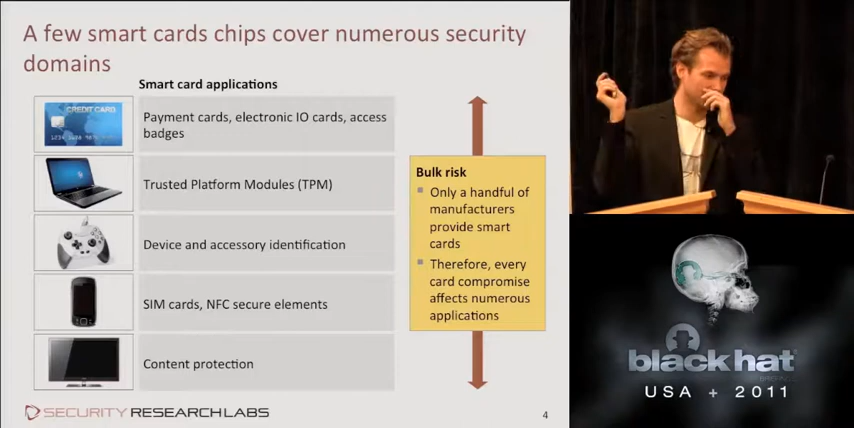 A few smart cards chips cover numerous security
domains
Smart card applications
CREDIT CARD
Payment cards, electronic IO cards, access
badges
Trusted Platform Modules (TPM)
Device and accessory identification
SIM cards, NFC secure elements
Content protection
Bulk risk
Only a handful of
manufacturers
provide smart
cards
Therefore, every
card compromise
affects numerous
applications
SECURITY RESEARCH LABS
4
black hat
USA + 2011